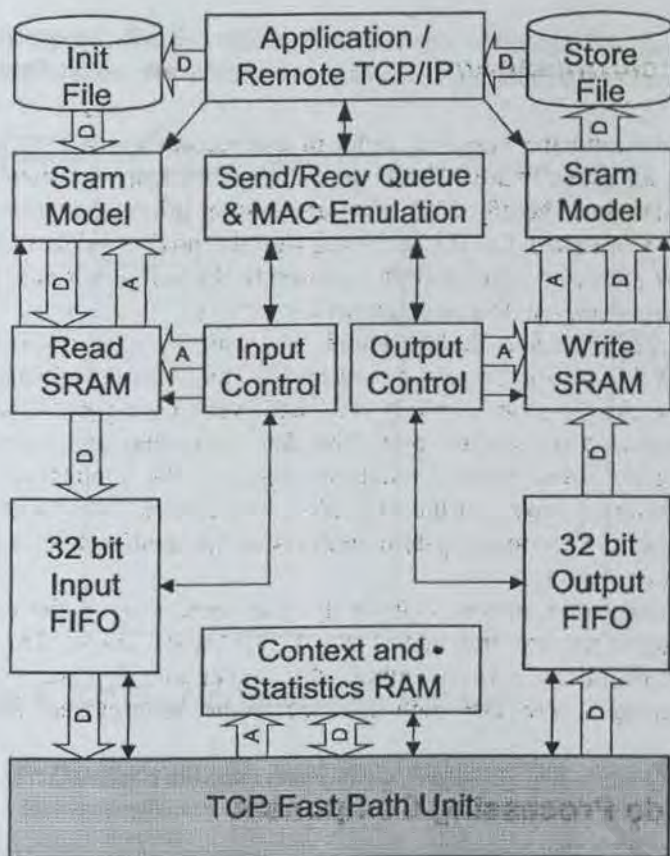 Init
File
D
Application /
Remote TCP/IP
D
Store
File
D
D
Sram
Model
Send/Recv Queue
& MAC Emulation
Sram
Model
D
A
A
D
Read
SRAM
A
Input
Control
Output
Control
A
Write
SRAM
D
D
32 bit
Input
FIFO
32 bit
Output
FIFO
Context and
Statistics RAM
D
A
D
D
TCP Fast Path Unit